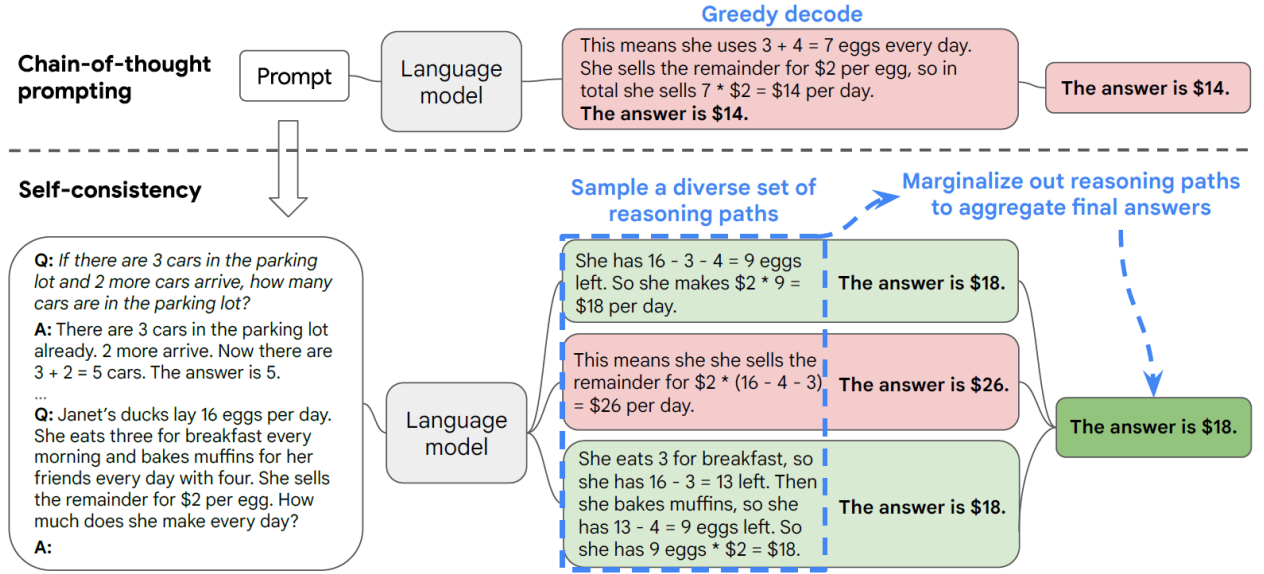 Greedy decode
Chain-of-thought
prompting
Prompt
Language
model
This means she uses 3 + 4 = 7 eggs every day.
She sells the remainder for $2 per egg, so in
total she sells 7 * $2 = $14 per day.
The answer is $14.
The answer is $14.
Self-consistency
Sample a diverse set of
reasoning paths
Marginalize out reasoning paths
to aggregate final answers
Q: If there are 3 cars in the parking
lot and 2 more cars arrive, how many
cars are in the parking lot?
A: There are 3 cars in the parking lot
already. 2 more arrive. Now there are
3 + 2 = 5 cars. The answer is 5.
...
Q: Janet's ducks lay 16 eggs per day.
She eats three for breakfast every
morning and bakes muffins for her
friends every day with four. She sells
the remainder for $2 per egg. How
much does she make every day?
A:
Language
model
She has 16 - 3 - 4 = 9 eggs
left. So she makes $2 * 9 =
$18 per day.
The answer is $18.
This means she she sells the
remainder for $2 * (16 - 4 - 3)
= $26 per day.
The answer is $26.
She eats 3 for breakfast, so
she has 16 - 3 = 13 left. Then
she bakes muffins, so she
has 13 - 4 = 9 eggs left. So
she has 9 eggs * $2 = $18.
The answer is $18.
The answer is $18.